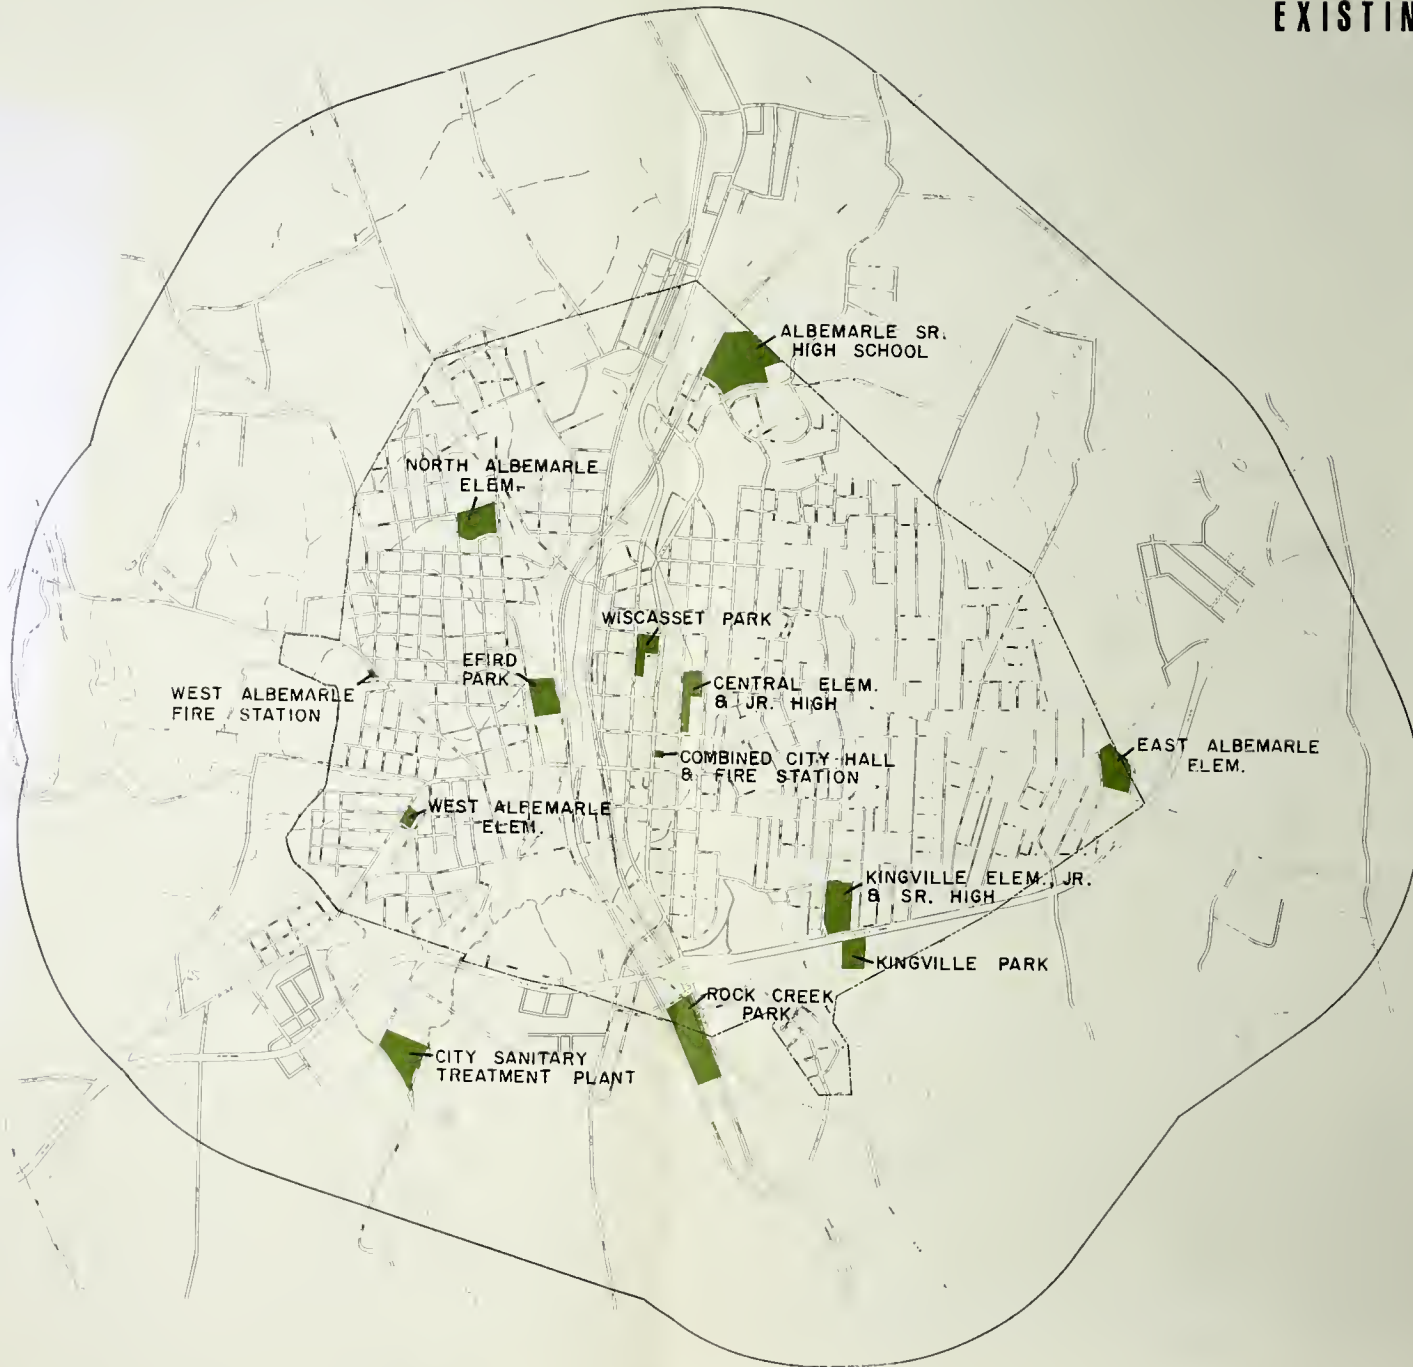 EXISTIN
ALBEMARLE SR.
HIGH SCHOOL
NORTH ALBEMARLE
ELEM.
WISCASSET PARK
EFIRD
PARK
CENTRAL ELEM.
& JR. HIGH
WEST ALBEMARLE
FIRE STATION
COMBINED CITY HALL
& FIRE STATION
EAST ALBEMARLE
ELEM.
WEST ALBEMARLE
ELEM.
KINGVILLE ELEM., JR.
& SR. HIGH
KINGVILLE PARK
ROCK CREEK
PARK
CITY SANITARY
TREATMENT PLANT